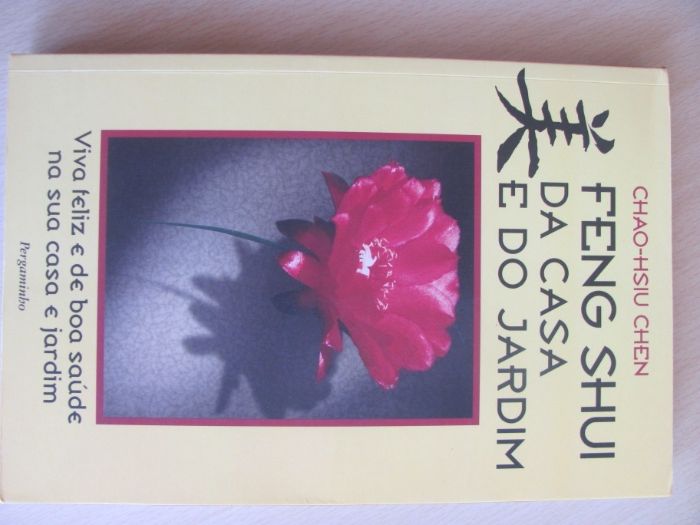 CHAO-HSIU CHEN
FENG SHUI
DA CASA
E DO JARDIM
美
Viva feliz e de boa saúde
na sua casa e jardim
Pergaminho